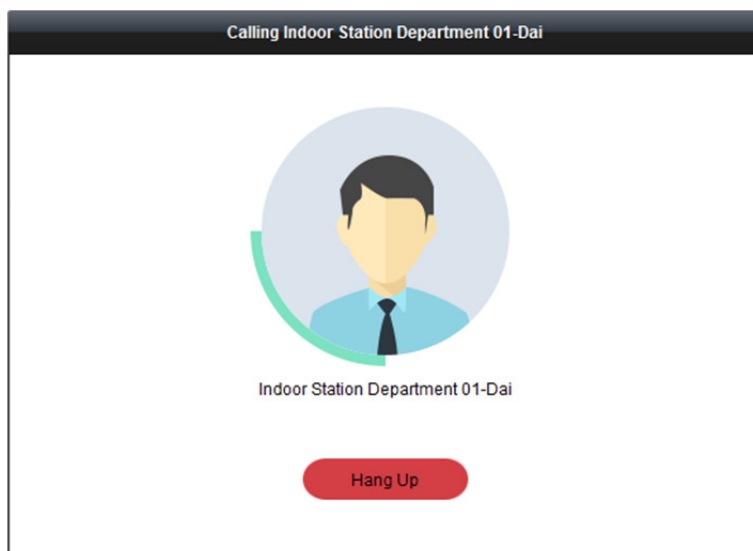 Calling Indoor Station Department 01-Dai
Indoor Station Department 01-Dai
Hang Up